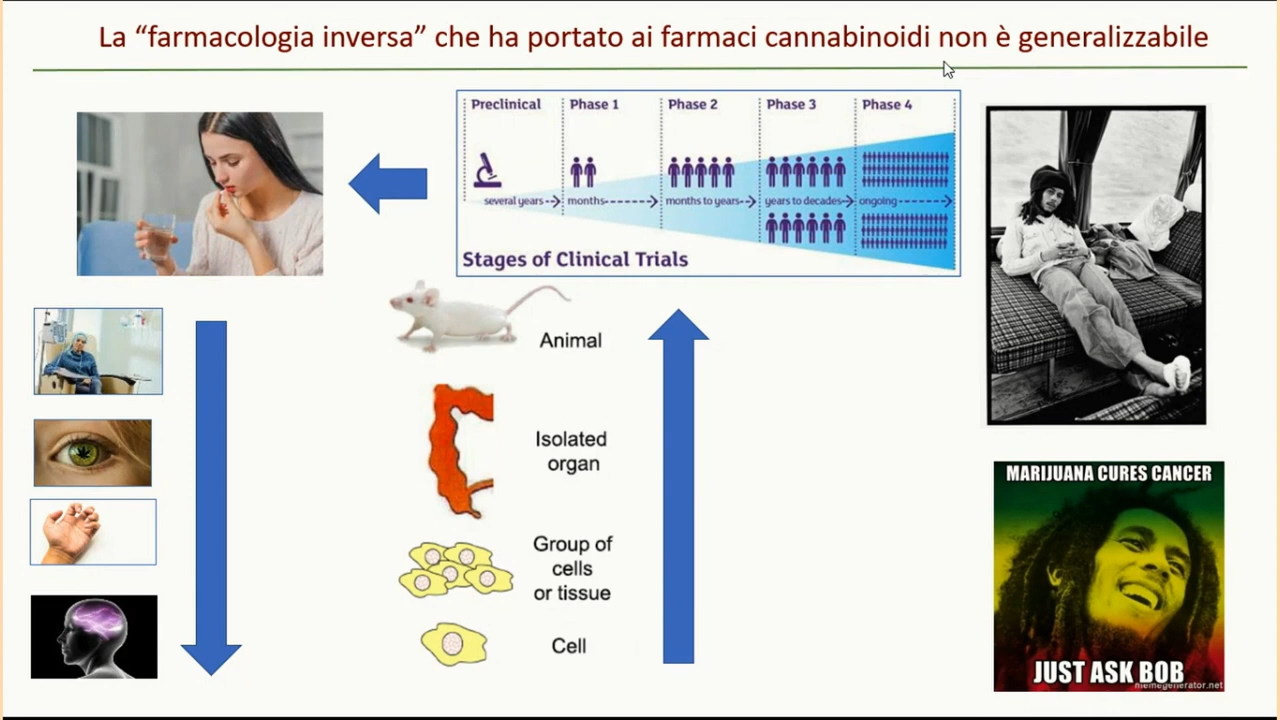 La “farmacologia inversa” che ha portato ai farmaci cannabinoidi non è generalizzabile
Preclinical
Phase 1
Phase 2
Phase 3
Phase 4
several years
months
months to years
years to decades
ongoing
Stages of Clinical Trials
Animal
Isolated
organ
Group of
cells
or tissue
Cell
MARIJUANA CURES CANCER
JUST ASK BOB
memegenerator.net